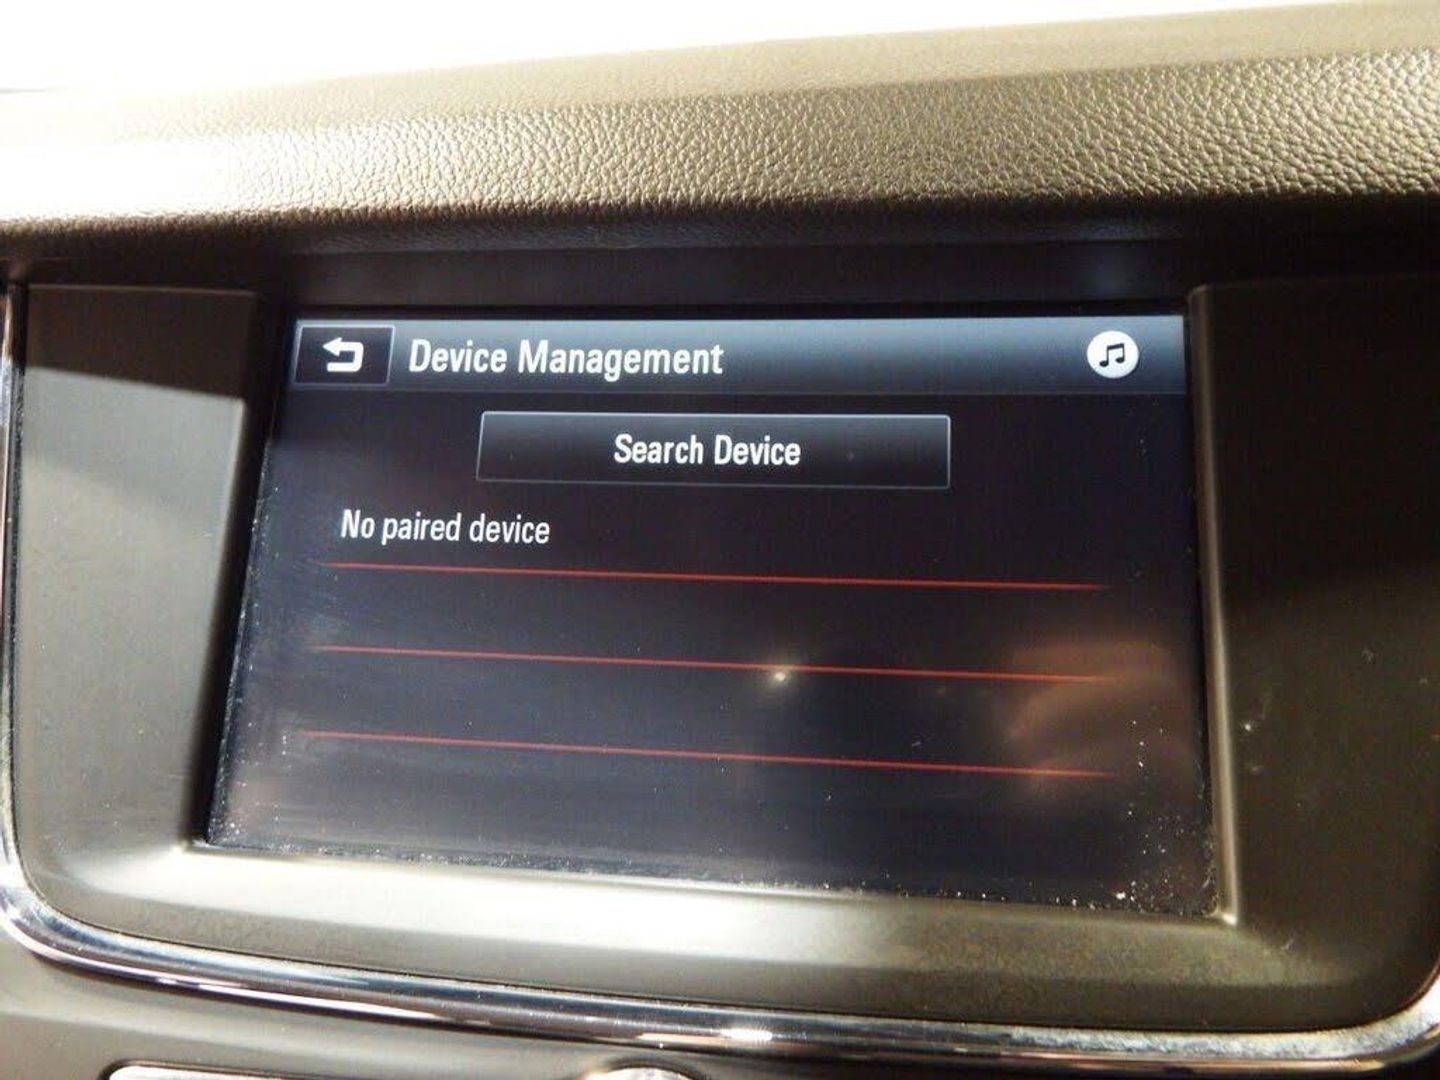 Device Management
Search Device
No paired device